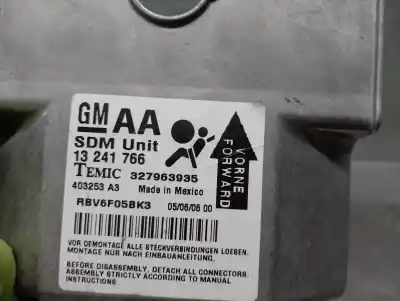 GM AA
SDM Unit
13 241 766
TEMIC 327963935
403253 A3 Made in Mexico
RBV6F05BK3 05/06/06 00
VORNE
FORWARD
VOR DEMONTAGE ALLE STECKVERBINDUNGEN LOESEN.
MONTAGE NUR NACH EINBAUANLEITUNG.
BEFORE DISASSEMBLY, DETACH ALL CONNECTORS.
ASSEMBLY STRICTLY ACCORDING TO MANUAL
INSTRUCTIONS